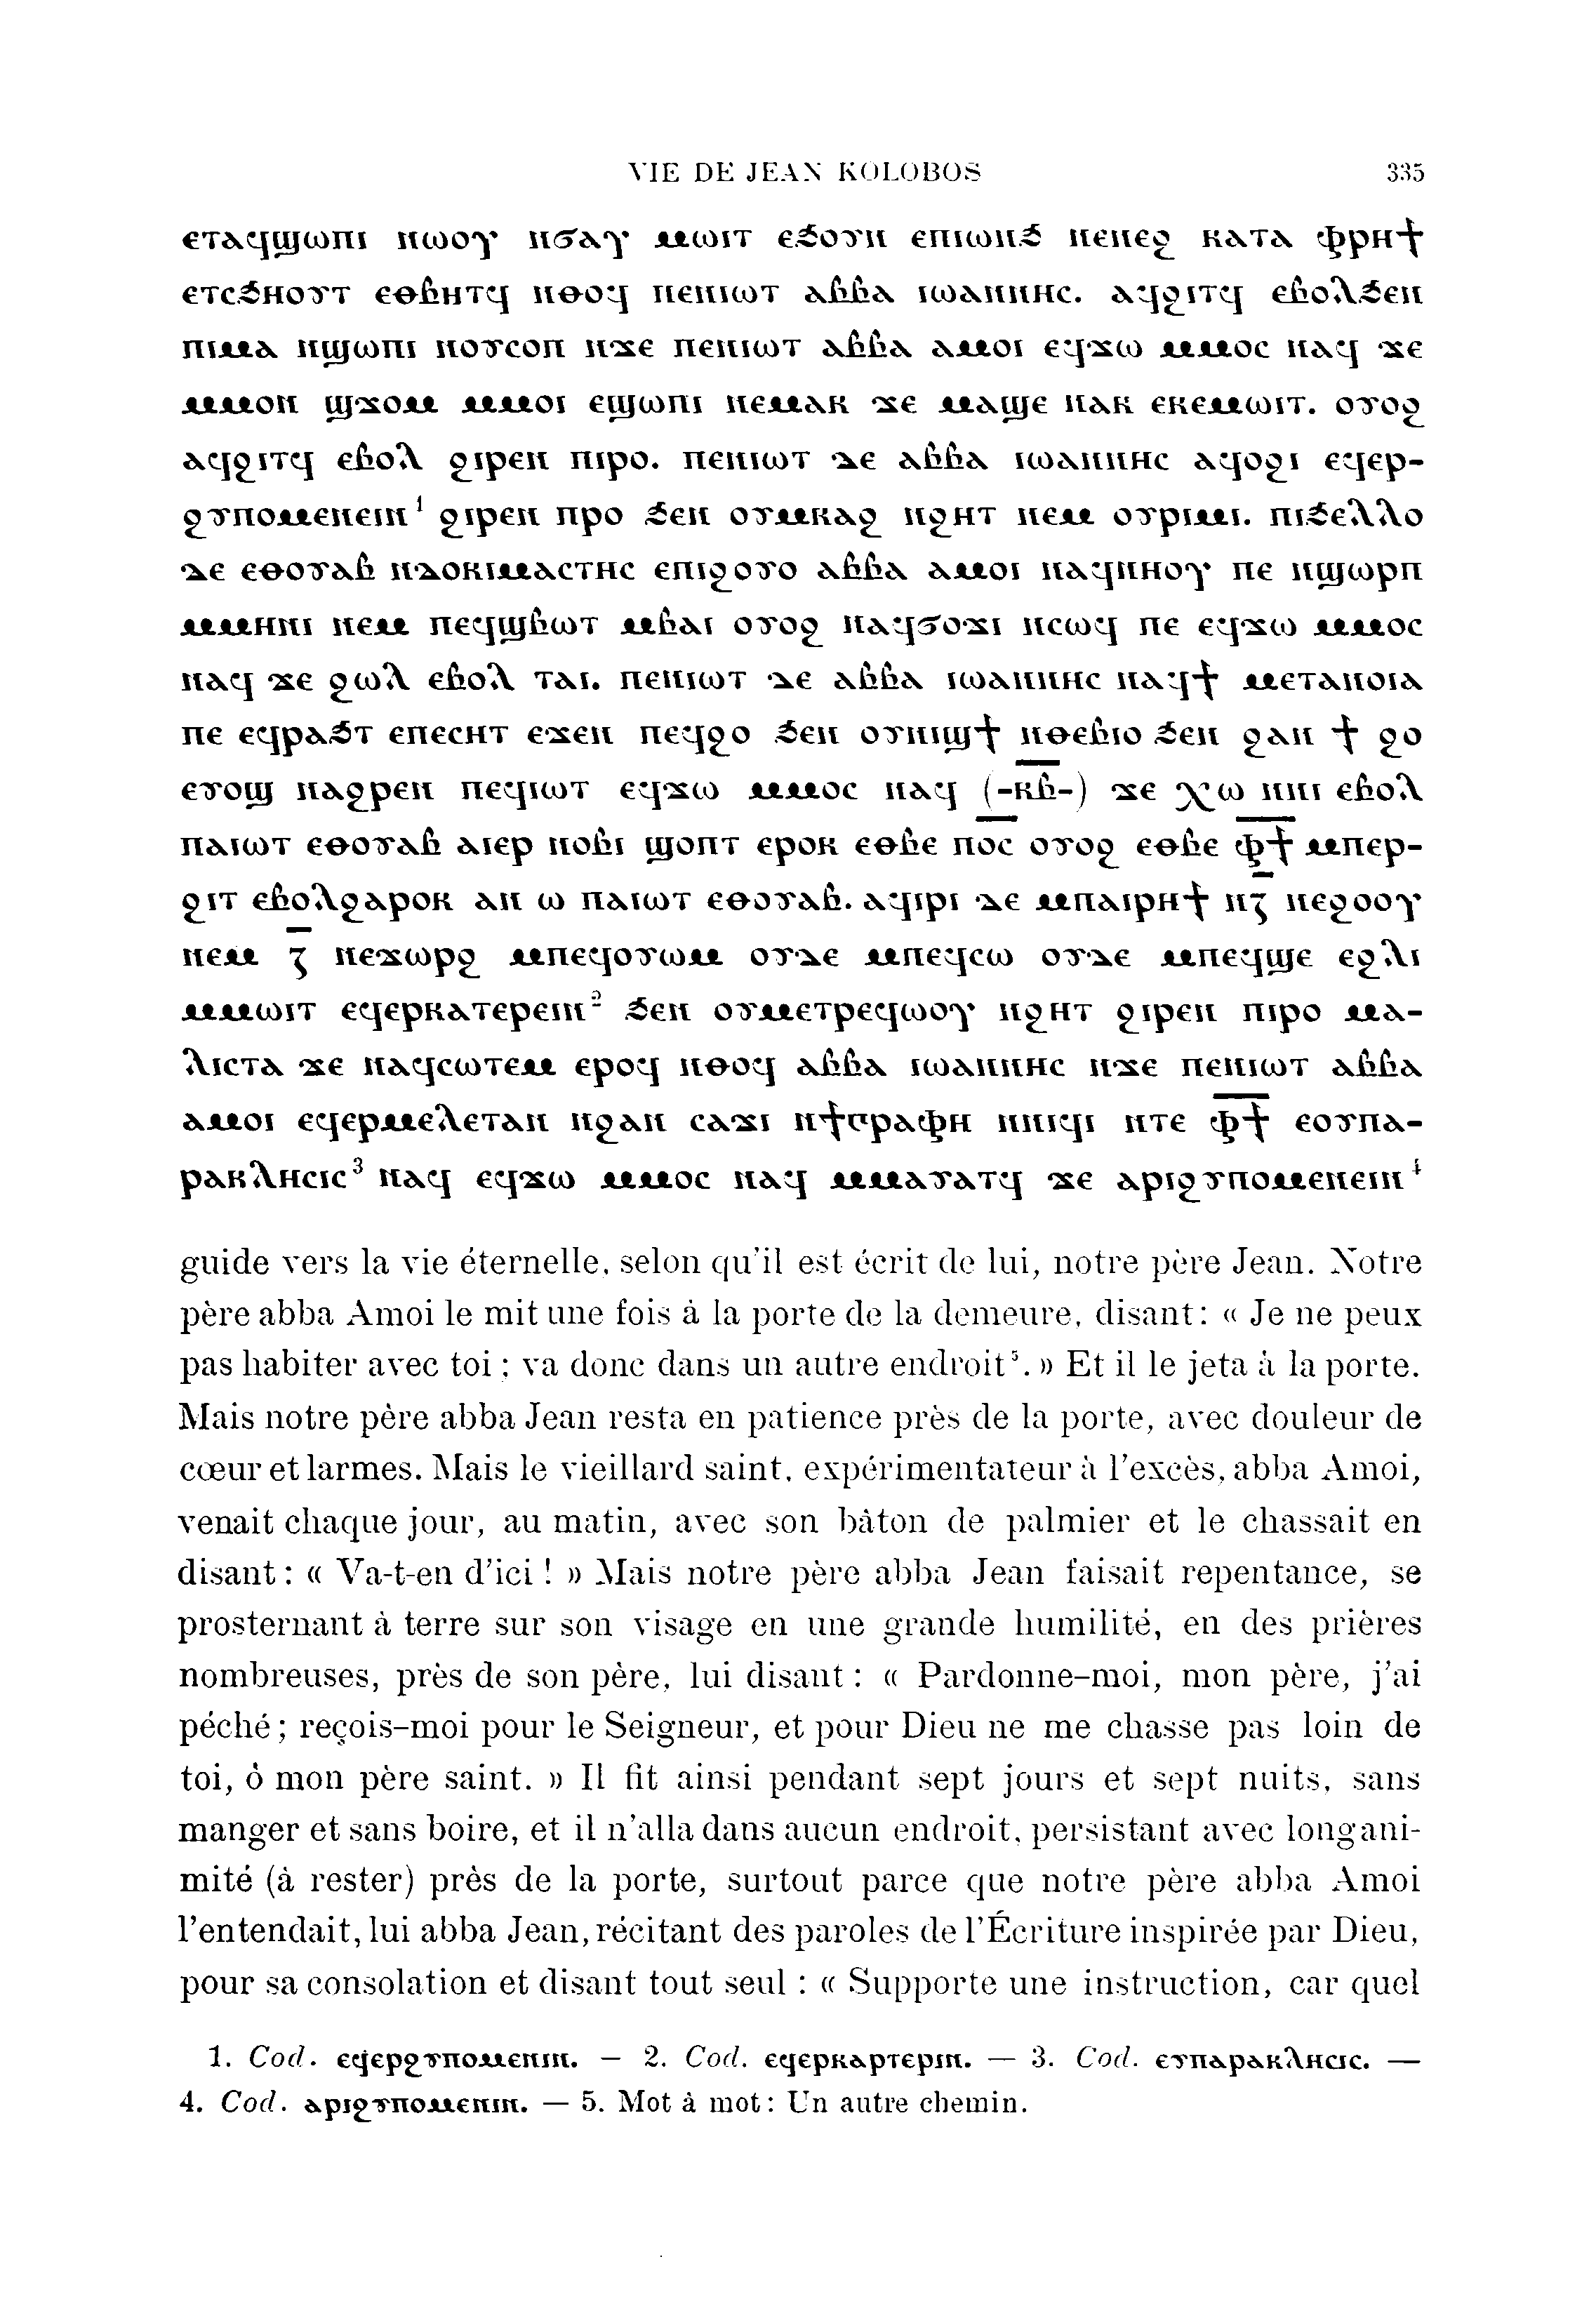 VIE DE JEAN KOLOBOS 335
ⲉⲧⲁϥϣⲱⲡⲓ ⲛⲱⲟⲩ ⲛϭⲁⲩ ⲙⲱⲓⲧ ⲉϧⲟⲩⲛ ⲉⲡⲓⲱⲛϧ ⲛⲉⲛⲉϩ ⲕⲁⲧⲁ ⲫⲣⲏϯ
ⲉⲧⲥϧⲏⲟⲩⲧ ⲉⲑⲃⲏⲧϥ ⲛⲑⲟϥ ⲡⲉⲛⲓⲱⲧ ⲁⲃⲃⲁ ⲓⲱⲁⲛⲛⲏⲥ. ⲁϥϩⲓⲧϥ ⲉⲃⲟⲗϧⲉⲛ
ⲡⲓⲙⲁ ⲛϣⲱⲡⲓ ⲛⲟⲩⲥⲟⲡ ⲛϫⲉ ⲡⲉⲛⲓⲱⲧ ⲁⲃⲃⲁ ⲁⲙⲟⲓ ⲉϥϫⲱ ⲙⲙⲟⲥ ⲛⲁϥ ϫⲉ
ⲙⲙⲟⲛ ϣϫⲟⲙ ⲙⲙⲟⲓ ⲉϣⲱⲡⲓ ⲛⲉⲙⲁⲕ ϫⲉ ⲙⲁϣⲉ ⲛⲁⲕ ⲉⲕⲉⲙⲱⲓⲧ. ⲟⲩⲟϩ
ⲁϥϩⲓⲧϥ ⲉⲃⲟⲗ ϩⲓⲣⲉⲛ ⲡⲓⲣⲟ. ⲡⲉⲛⲓⲱⲧ ⲇⲉ ⲁⲃⲃⲁ ⲓⲱⲁⲛⲛⲏⲥ ⲁϥⲟϩⲓ ⲉϥⲉⲣ-
ϩⲩⲡⲟⲙⲉⲛⲉⲓⲛ¹ ϩⲓⲣⲉⲛ ⲡⲣⲟ ϧⲉⲛ ⲟⲩⲙⲕⲁϩ ⲛϩⲏⲧ ⲛⲉⲙ ⲟⲩⲣⲓⲙⲓ. ⲡⲓϧⲉⲗⲗⲟ
ⲇⲉ ⲉⲑⲟⲩⲁⲃ ⲛⲇⲟⲕⲓⲙⲁⲥⲧⲏⲥ ⲉⲡⲓϩⲟⲩⲟ ⲁⲃⲃⲁ ⲁⲙⲟⲓ ⲛⲁϥⲛⲏⲟⲩ ⲡⲉ ⲛϣⲱⲣⲡ
ⲙⲙⲏⲛⲓ ⲛⲉⲙ ⲡⲉϥϣⲃⲱⲧ ⲙⲃⲁⲓ ⲟⲩⲟϩ ⲛⲁϥϭⲟϫⲓ ⲛⲥⲱϥ ⲡⲉ ⲉϥϫⲱ ⲙⲙⲟⲥ
ⲛⲁϥ ϫⲉ ϩⲱⲗ ⲉⲃⲟⲗ ⲧⲁⲓ. ⲡⲉⲛⲓⲱⲧ ⲇⲉ ⲁⲃⲃⲁ ⲓⲱⲁⲛⲛⲏⲥ ⲛⲁϥϯ ⲙⲉⲧⲁⲛⲟⲓⲁ
ⲡⲉ ⲉϥⲣⲁϧⲧ ⲉⲡⲉⲥⲏⲧ ⲉϫⲉⲛ ⲡⲉϥϩⲟ ϧⲉⲛ ⲟⲩⲛⲓϣϯ ⲛⲑⲉⲃⲓⲟ ϧⲉⲛ ϩⲁⲛ ϯ ϩⲟ
ⲉⲩⲟϣ ⲛⲁϩⲣⲉⲛ ⲡⲉϥⲓⲱⲧ ⲉϥϫⲱ ⲙⲙⲟⲥ ⲛⲁϥ (-ⲕ̅ⲃ̅-) ϫⲉ ⲭⲱ ⲛⲏⲓ ⲉⲃⲟⲗ
ⲡⲁⲓⲱⲧ ⲉⲑⲟⲩⲁⲃ ⲁⲓⲉⲣ ⲛⲟⲃⲓ ϣⲟⲡⲧ ⲉⲣⲟⲕ ⲉⲑⲃⲉ ⲡ̅ⲟ̅ⲥ̅ ⲟⲩⲟϩ ⲉⲑⲃⲉ ⲫ̅ϯ̅ ⲙⲡⲉⲣ-
ϩⲓⲧ ⲉⲃⲟⲗϩⲁⲣⲟⲕ ⲁⲛ ⲱ ⲡⲁⲓⲱⲧ ⲉⲑⲟⲩⲁⲃ. ⲁϥⲓⲣⲓ ⲇⲉ ⲙⲡⲁⲓⲣⲏϯ ⲛⲍ̅ ⲛⲉϩⲟⲟⲩ
ⲛⲉⲙ ⲍ̅ ⲛⲉϫⲱⲣϩ ⲙⲡⲉϥⲟⲩⲱⲙ ⲟⲩⲇⲉ ⲙⲡⲉϥⲥⲱ ⲟⲩⲇⲉ ⲙⲡⲉϥϣⲉ ⲉϩⲗⲓ
ⲙⲙⲱⲓⲧ ⲉϥⲉⲣⲕⲁⲧⲉⲣⲉⲓⲛ² ϧⲉⲛ ⲟⲩⲙⲉⲧⲣⲉϥⲱⲟⲩ ⲛϩⲏⲧ ϩⲓⲣⲉⲛ ⲡⲓⲣⲟ ⲙⲁ-
ⲗⲓⲥⲧⲁ ϫⲉ ⲛⲁϥⲥⲱⲧⲉⲙ ⲉⲣⲟϥ ⲛⲑⲟϥ ⲁⲃⲃⲁ ⲓⲱⲁⲛⲛⲏⲥ ⲛϫⲉ ⲡⲉⲛⲓⲱⲧ ⲁⲃⲃⲁ
ⲁⲙⲟⲓ ⲉϥⲉⲣⲙⲉⲗⲉⲧⲁⲛ ⲛϩⲁⲛ ⲥⲁϫⲓ ⲛϯⲅⲣⲁⲫⲏ ⲛⲛⲓϥⲓ ⲛⲧⲉ ⲫ̅ϯ̅ ⲉⲟⲩⲡⲁ-
ⲣⲁⲕⲗⲏⲥⲓⲥ³ ⲛⲁϥ ⲉϥϫⲱ ⲙⲙⲟⲥ ⲛⲁϥ ⲙⲙⲁⲩⲁⲧϥ ϫⲉ ⲁⲣⲓϩⲩⲡⲟⲙⲉⲛⲉⲓⲛ⁴
guide vers la vie éternelle, selon qu'il est écrit de lui, notre père Jean. Notre
père abba Amoi le mit une fois à la porte de la demeure, disant : « Je ne peux
pas habiter avec toi ; va donc dans un autre endroit⁵. » Et il le jeta à la porte.
Mais notre père abba Jean resta en patience près de la porte, avec douleur de
cœur et larmes. Mais le vieillard saint, expérimentateur à l'excès, abba Amoi,
venait chaque jour, au matin, avec son bâton de palmier et le chassait en
disant : « Va-t-en d'ici ! » Mais notre père abba Jean faisait repentance, se
prosternant à terre sur son visage en une grande humilité, en des prières
nombreuses, près de son père, lui disant : « Pardonne-moi, mon père, j'ai
péché ; reçois-moi pour le Seigneur, et pour Dieu ne me chasse pas loin de
toi, ô mon père saint. » Il fit ainsi pendant sept jours et sept nuits, sans
manger et sans boire, et il n'alla dans aucun endroit, persistant avec longani-
mité (à rester) près de la porte, surtout parce que notre père abba Amoi
l'entendait, lui abba Jean, récitant des paroles de l'Écriture inspirée par Dieu,
pour sa consolation et disant tout seul : « Supporte une instruction, car quel
1. Cod. ⲉϥⲉⲣϩⲩⲡⲟⲙⲉⲛⲓⲛ. — 2. Cod. ⲉϥⲉⲣⲕⲁⲣⲧⲉⲣⲓⲛ. — 3. Cod. ⲉⲩⲡⲁⲣⲁⲕⲗⲏⲥⲓⲥ. —
4. Cod. ⲁⲣⲓϩⲩⲡⲟⲙⲉⲛⲓⲛ. — 5. Mot à mot : Un autre chemin.